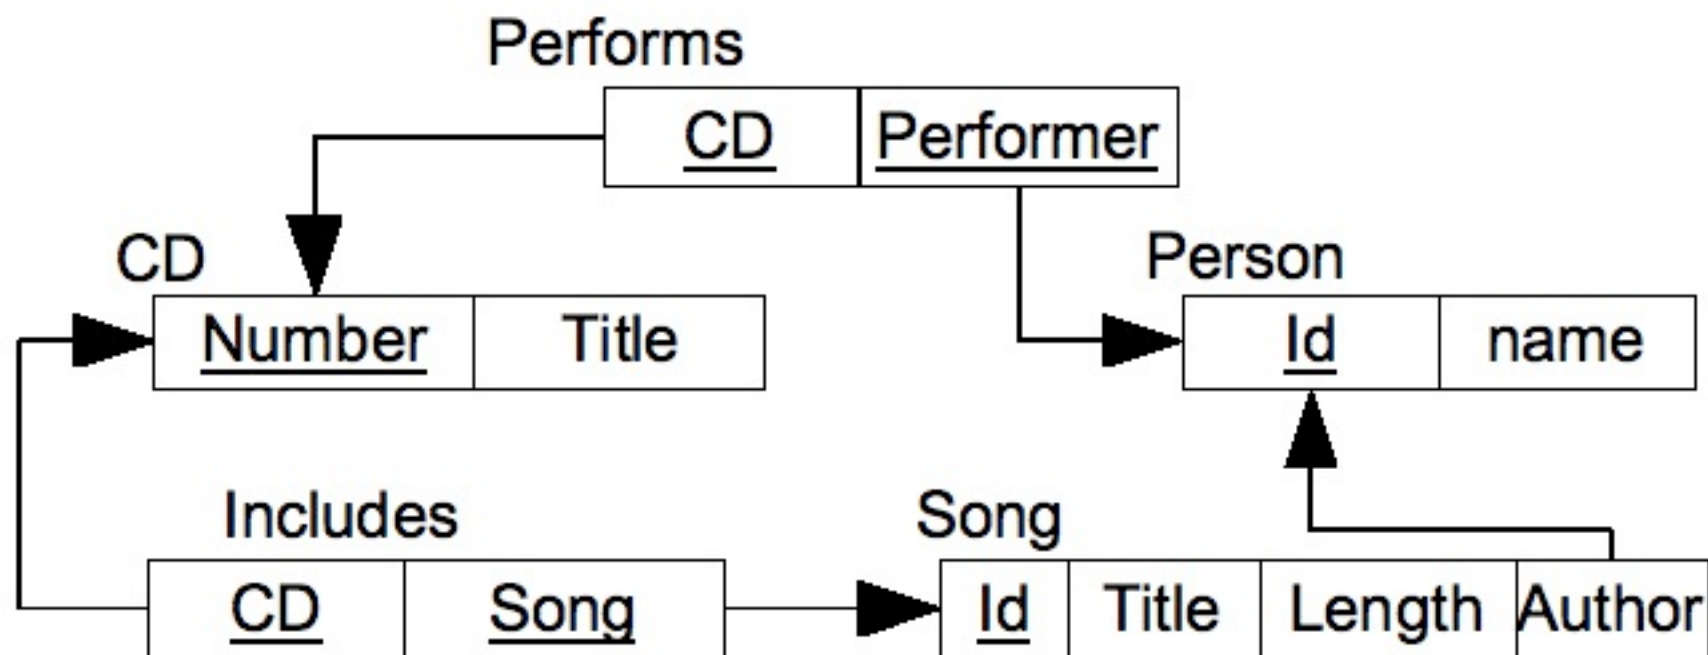 Performs
CD Performer
CD
Person
Number Title
Id name
Includes
Song
CD Song
Id Title Length Author